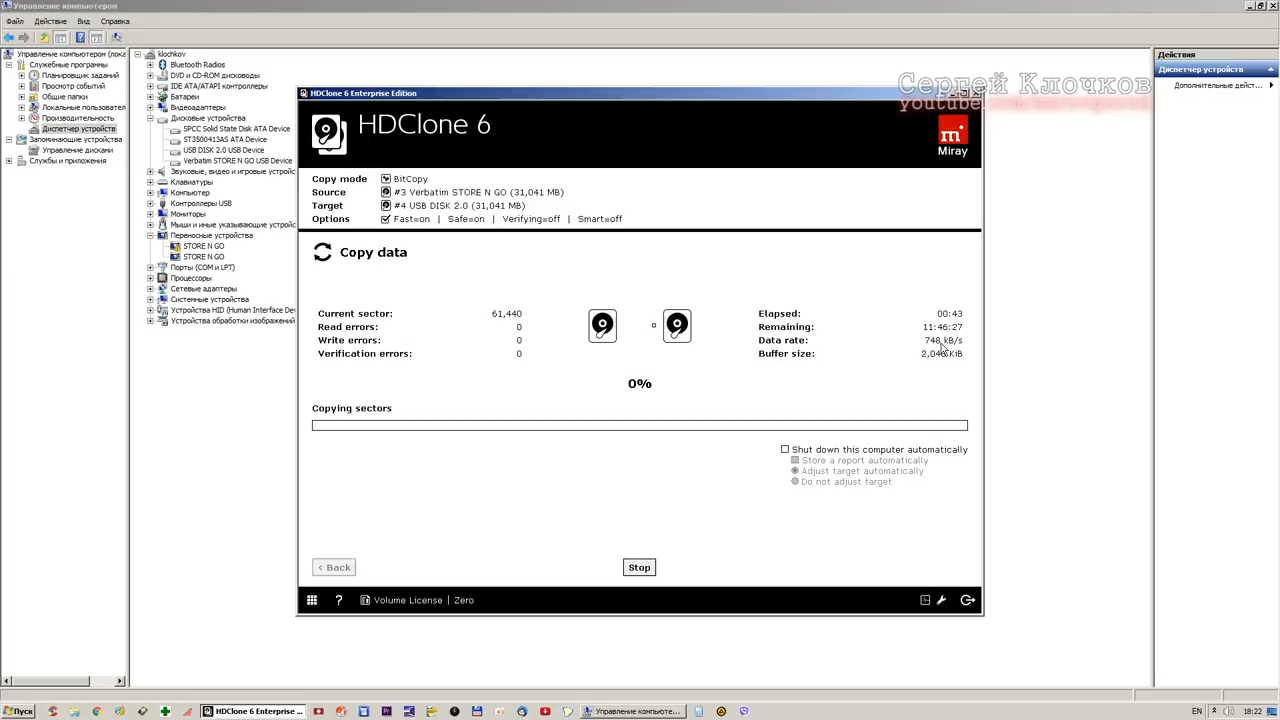 Управление компьютером
Файл Действие Вид Справка
Управление компьютером (лока
Служебные программы
Планировщик заданий
Просмотр событий
Общие папки
Локальные пользовател
Производительность
Диспетчер устройств
Запоминающие устройства
Управление дисками
Службы и приложения
klochkov
Bluetooth Radios
DVD и CD-ROM дисководы
IDE ATA/ATAPI контроллеры
Батареи
Видеоадаптеры
Дисковые устройства
SPCC Solid State Disk ATA Device
ST3500413AS ATA Device
USB DISK 2.0 USB Device
Verbatim STORE N GO USB Device
Звуковые, видео и игровые устройс
Клавиатуры
Компьютер
Контроллеры USB
Мониторы
Мыши и иные указывающие устройс
Переносные устройства
STORE N GO
STORE N GO
Порты (COM и LPT)
Процессоры
Сетевые адаптеры
Системные устройства
Устройства HID (Human Interface Dev
Устройства обработки изображений
Действия
Диспетчер устройств
Дополнительные дейст...
Сергей Клочков
HDClone 6 Enterprise Edition
HDClone 6
Miray
Copy mode BitCopy
Source #3 Verbatim STORE N GO (31,041 MB)
Target #4 USB DISK 2.0 (31,041 MB)
Options Fast=on | Safe=on | Verifying=off | Smart=off
Copy data
Current sector: 61,440
Read errors: 0
Write errors: 0
Verification errors: 0
Elapsed: 00:43
Remaining: 11:46:27
Data rate: 748 kB/s
Buffer size: 2,048 KiB
0%
Copying sectors
Shut down this computer automatically
Store a report automatically
Adjust target automatically
Do not adjust target
< Back
Stop
Volume License | Zero
Пуск
HDClone 6 Enterprise ...
Управление компьюте...
EN
18:22